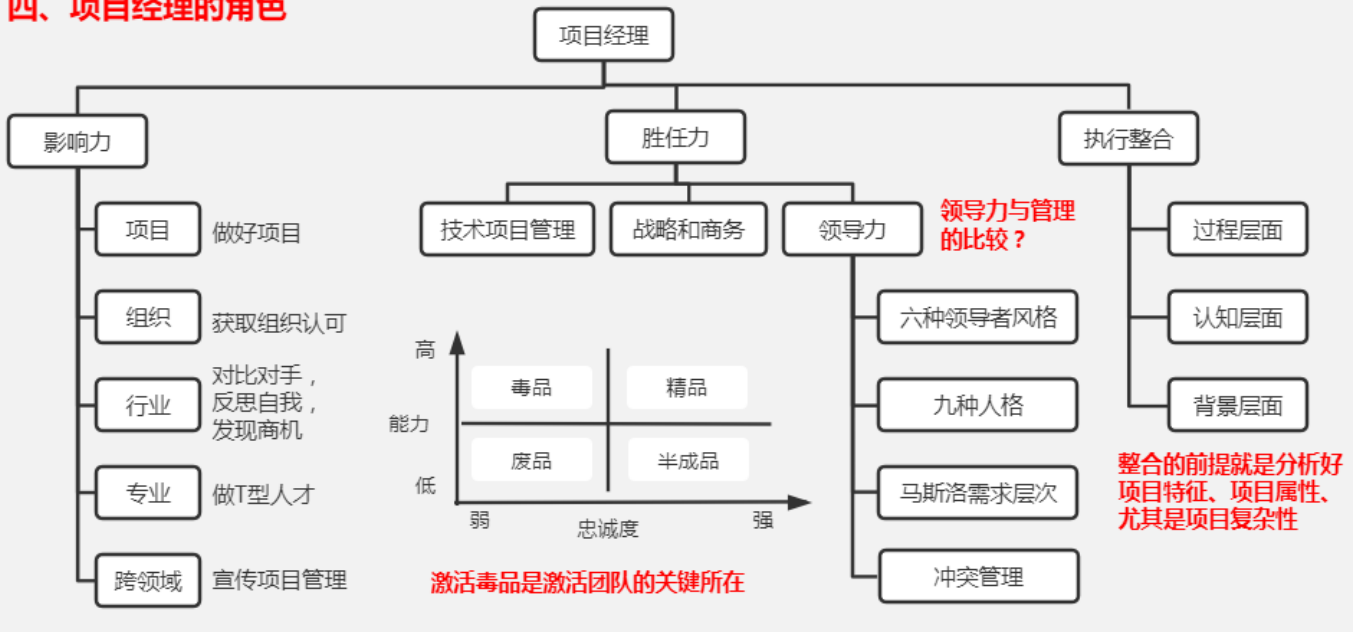 四、项目经理的角色
项目经理
影响力
胜任力
执行整合
项目
做好项目
组织
获取组织认可
行业
对比对手，
反思自我，
发现商机
专业
做T型人才
跨领域
宣传项目管理
技术项目管理
战略和商务
领导力
领导力与管理
的比较？
六种领导者风格
九种人格
马斯洛需求层次
冲突管理
高
能力
低
毒品
精品
废品
半成品
弱
忠诚度
强
激活毒品是激活团队的关键所在
过程层面
认知层面
背景层面
整合的前提就是分析好
项目特征、项目属性、
尤其是项目复杂性